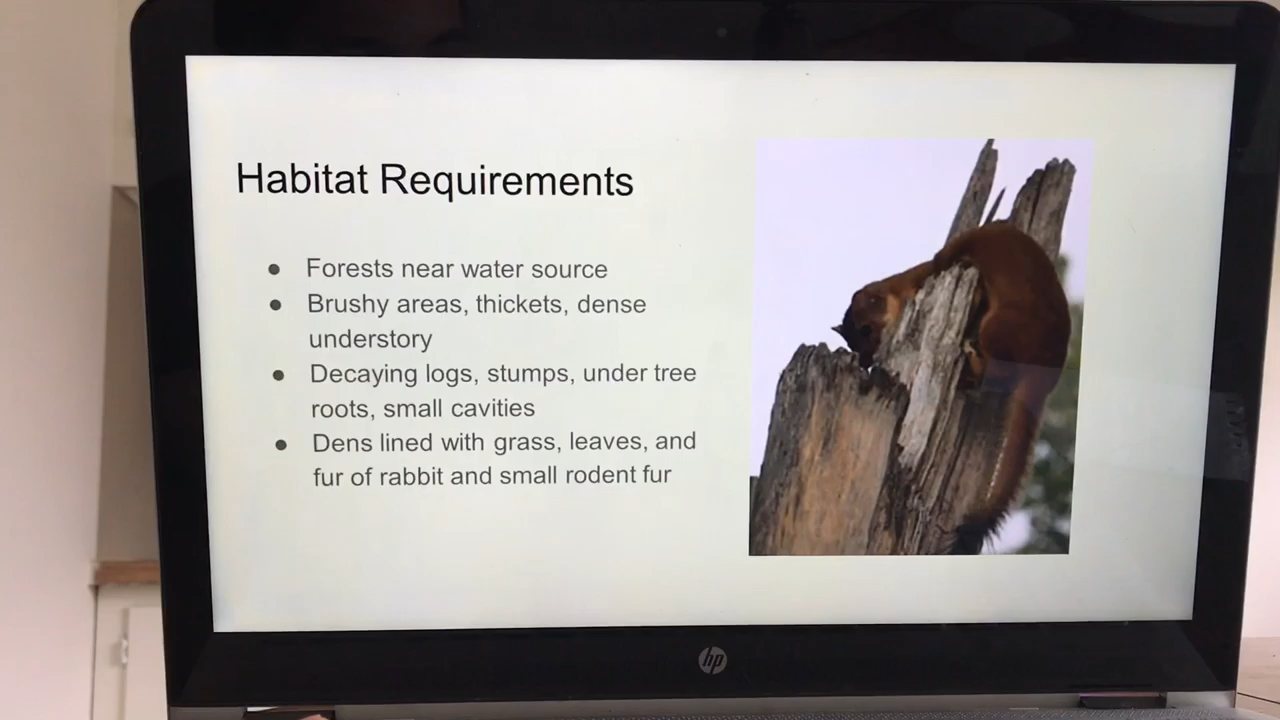 Habitat Requirements
● Forests near water source
● Brushy areas, thickets, dense
understory
● Decaying logs, stumps, under tree
roots, small cavities
● Dens lined with grass, leaves, and
fur of rabbit and small rodent fur
hp